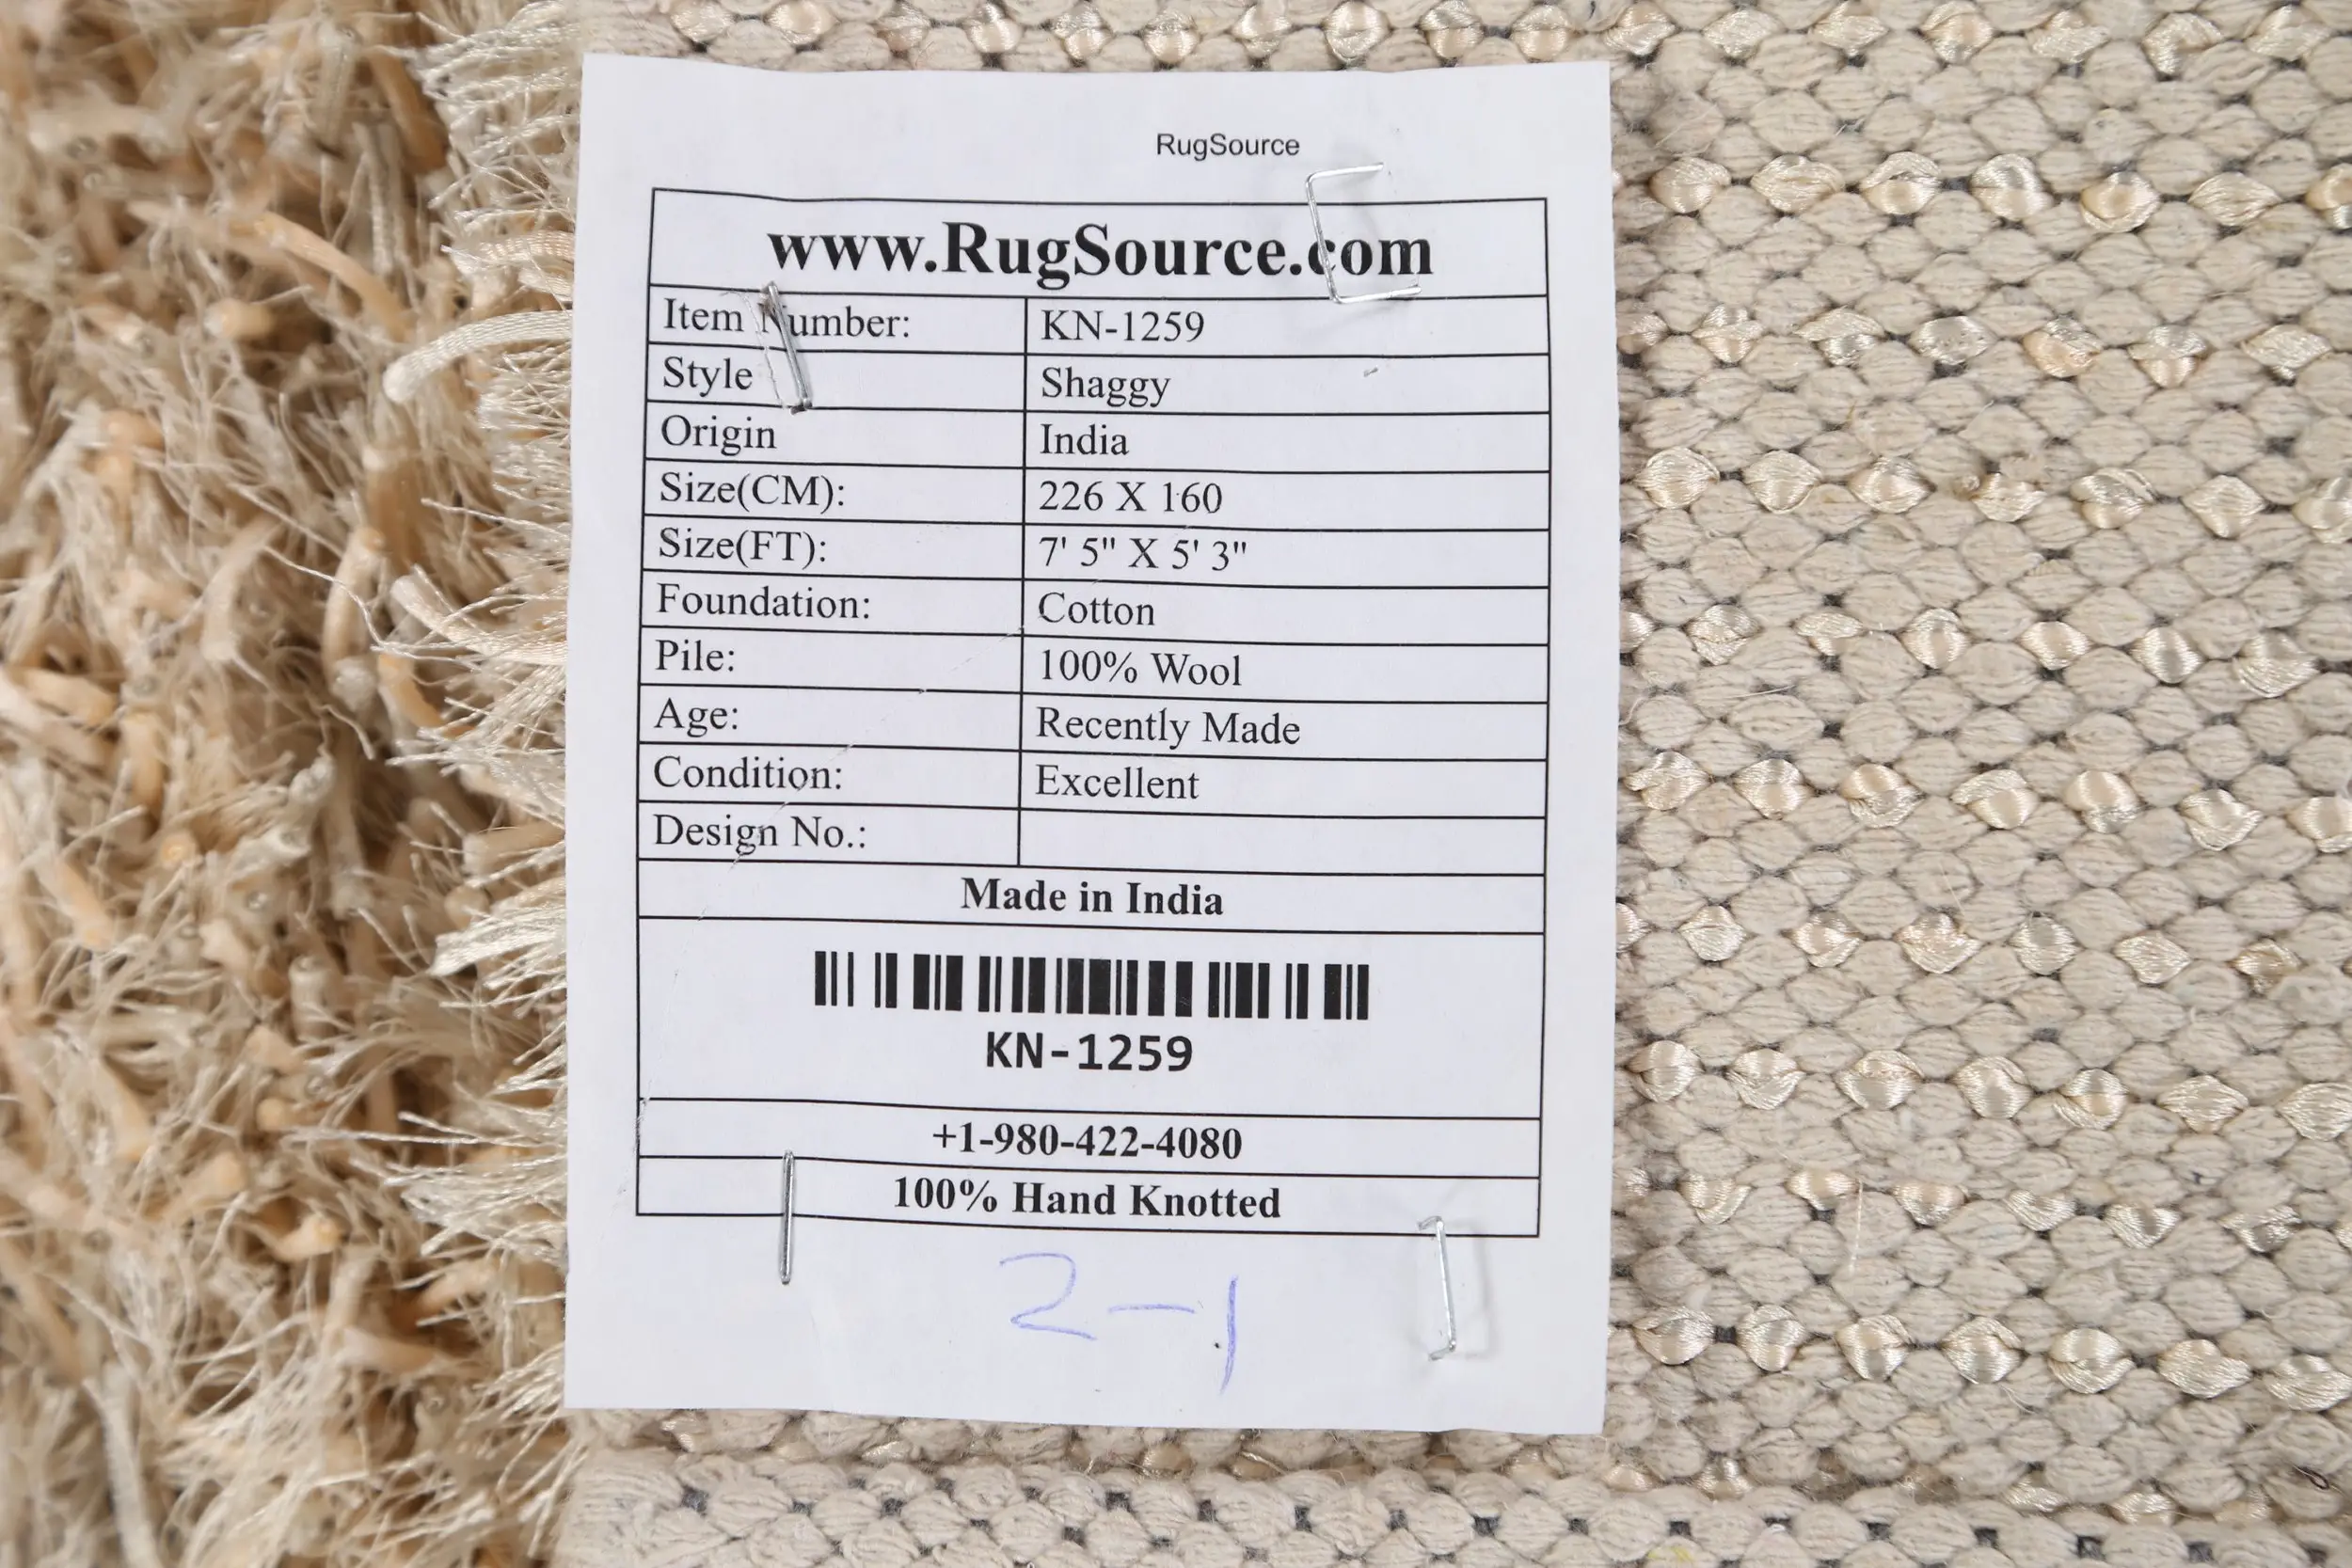 RugSource
www.RugSource.com
Item Number: KN-1259
Style Shaggy
Origin India
Size(CM): 226 X 160
Size(FT): 7' 5" X 5' 3"
Foundation: Cotton
Pile: 100% Wool
Age: Recently Made
Condition: Excellent
Design No.:
Made in India
KN-1259
+1-980-422-4080
100% Hand Knotted
2-1